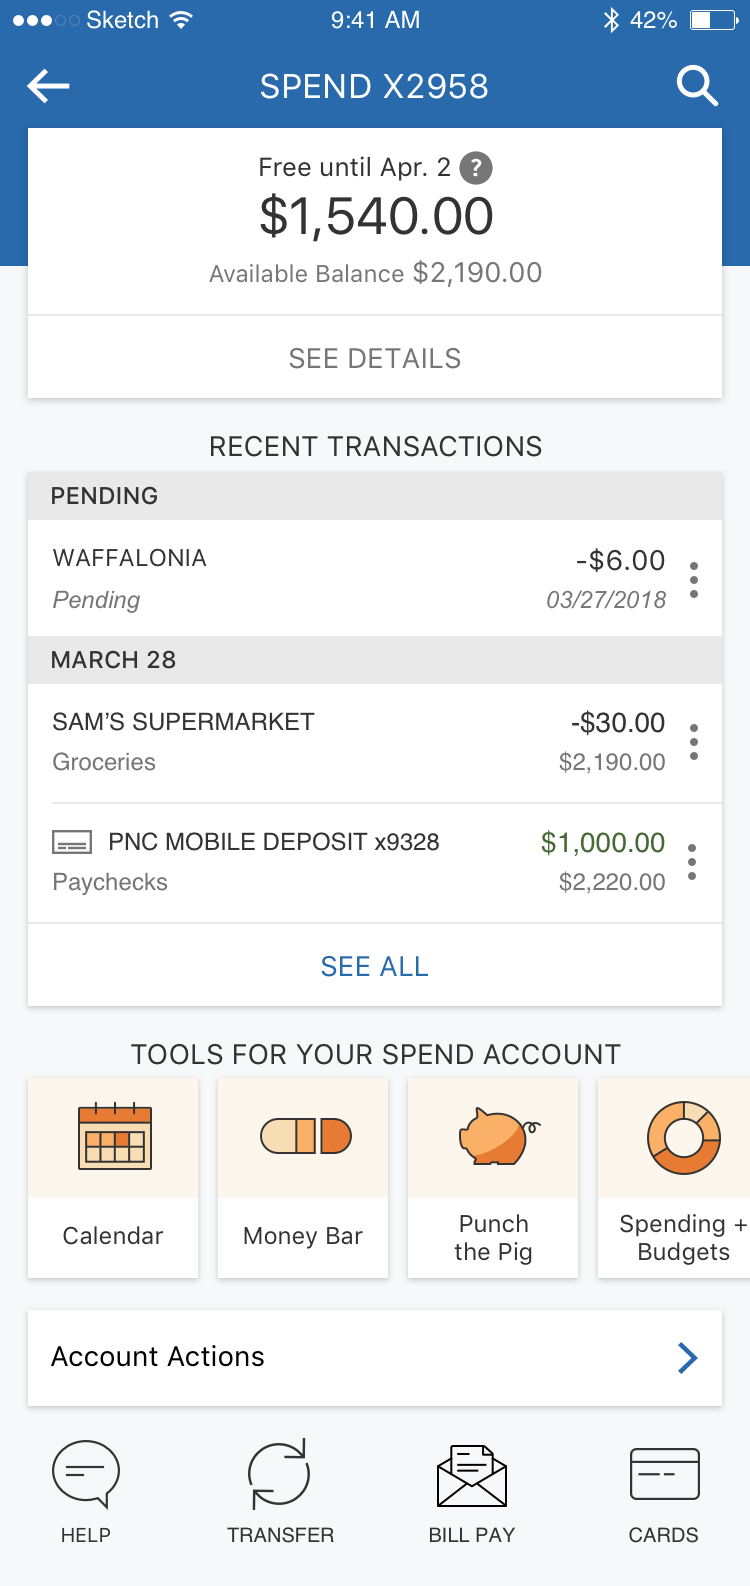 Sketch 9:41 AM 42%
SPEND X2958
Free until Apr. 2 ?
$1,540.00
Available Balance $2,190.00
SEE DETAILS
RECENT TRANSACTIONS
PENDING
WAFFALONIA -$6.00
Pending 03/27/2018
MARCH 28
SAM’S SUPERMARKET -$30.00
Groceries $2,190.00
PNC MOBILE DEPOSIT x9328 $1,000.00
Paychecks $2,220.00
SEE ALL
TOOLS FOR YOUR SPEND ACCOUNT
Calendar
Money Bar
Punch
the Pig
Spending +
Budgets
Account Actions
HELP TRANSFER BILL PAY CARDS